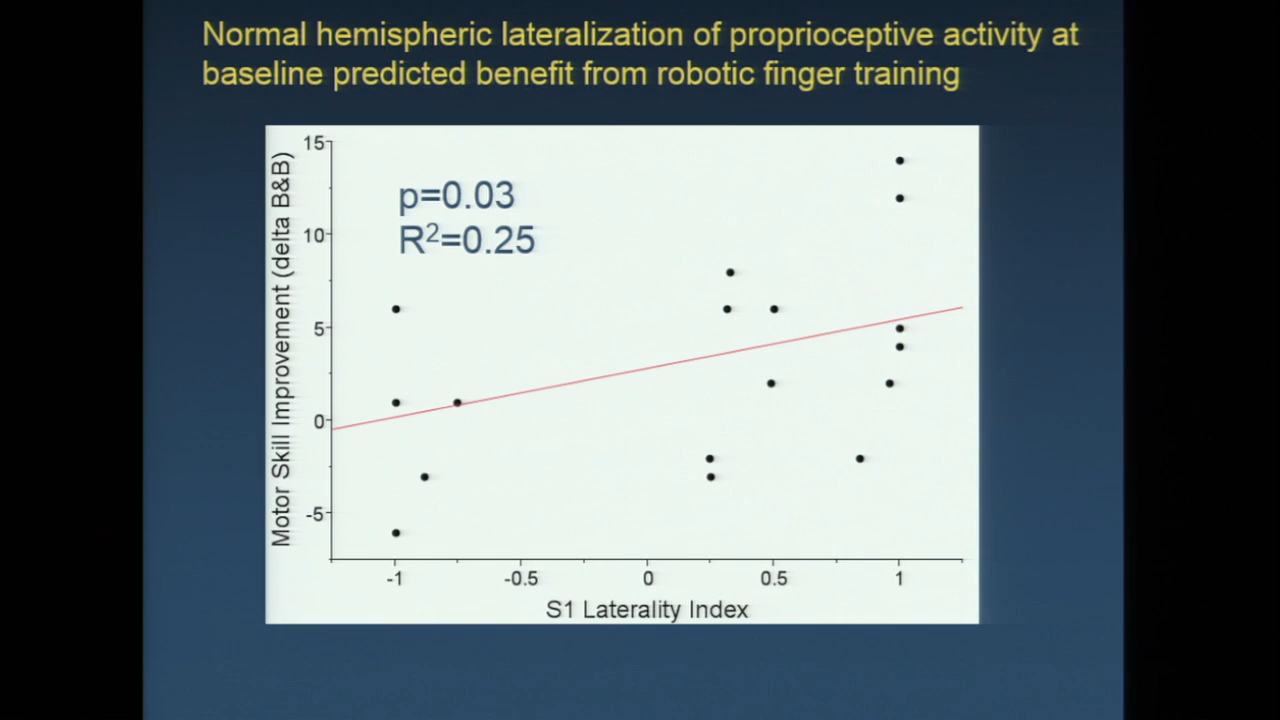 Normal hemispheric lateralization of proprioceptive activity at
baseline predicted benefit from robotic finger training
p=0.03
R²=0.25
Motor Skill Improvement (delta B&B)
15
10
5
0
-5
-1
-0.5
0
0.5
1
S1 Laterality Index